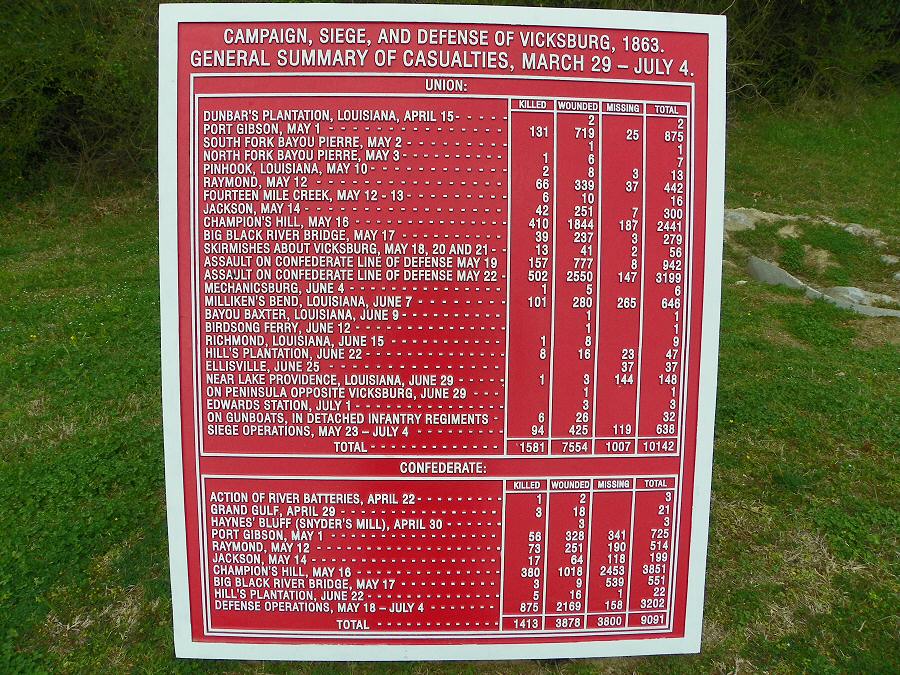 CAMPAIGN, SIEGE, AND DEFENSE OF VICKSBURG, 1863.
GENERAL SUMMARY OF CASUALTIES, MARCH 29 – JULY 4.
UNION:
KILLED WOUNDED MISSING TOTAL
DUNBAR'S PLANTATION, LOUISIANA, APRIL 15 2 2
PORT GIBSON, MAY 1 131 719 25 875
SOUTH FORK BAYOU PIERRE, MAY 2 1 1
NORTH FORK BAYOU PIERRE, MAY 3 1 6 7
PINHOOK, LOUISIANA, MAY 10 2 8 3 13
RAYMOND, MAY 12 66 339 37 442
FOURTEEN MILE CREEK, MAY 12 - 13 6 10 16
JACKSON, MAY 14 42 251 7 300
CHAMPION'S HILL, MAY 16 410 1844 187 2441
BIG BLACK RIVER BRIDGE, MAY 17 39 237 3 279
SKIRMISHES ABOUT VICKSBURG, MAY 18, 20 AND 21 13 41 2 56
ASSAULT ON CONFEDERATE LINE OF DEFENSE MAY 19 157 777 8 942
ASSAULT ON CONFEDERATE LINE OF DEFENSE MAY 22 502 2550 147 3199
MECHANICSBURG, JUNE 4 1 5 6
MILLIKEN'S BEND, LOUISIANA, JUNE 7 101 280 265 646
BAYOU BAXTER, LOUISIANA, JUNE 9 1 1
BIRDSONG FERRY, JUNE 12 1 1
RICHMOND, LOUISIANA, JUNE 15 1 8 9
HILL'S PLANTATION, JUNE 22 8 16 23 47
ELLISVILLE, JUNE 25 37 37
NEAR LAKE PROVIDENCE, LOUISIANA, JUNE 29 1 3 144 148
ON PENINSULA OPPOSITE VICKSBURG, JUNE 29 1 1
EDWARDS STATION, JULY 1 3 3
ON GUNBOATS, IN DETACHED INFANTRY REGIMENTS 6 26 32
SIEGE OPERATIONS, MAY 23 – JULY 4 94 425 119 638
TOTAL 1581 7554 1007 10142
CONFEDERATE:
KILLED WOUNDED MISSING TOTAL
ACTION OF RIVER BATTERIES, APRIL 22 1 2 3
GRAND GULF, APRIL 29 3 18 21
HAYNES' BLUFF (SNYDER'S MILL), APRIL 30 3 3
PORT GIBSON, MAY 1 56 328 341 725
RAYMOND, MAY 12 73 251 190 514
JACKSON, MAY 14 17 64 118 199
CHAMPION'S HILL, MAY 16 380 1018 2453 3851
BIG BLACK RIVER BRIDGE, MAY 17 3 9 539 551
HILL'S PLANTATION, JUNE 22 5 16 1 22
DEFENSE OPERATIONS, MAY 18 – JULY 4 875 2169 158 3202
TOTAL 1413 3878 3800 9091